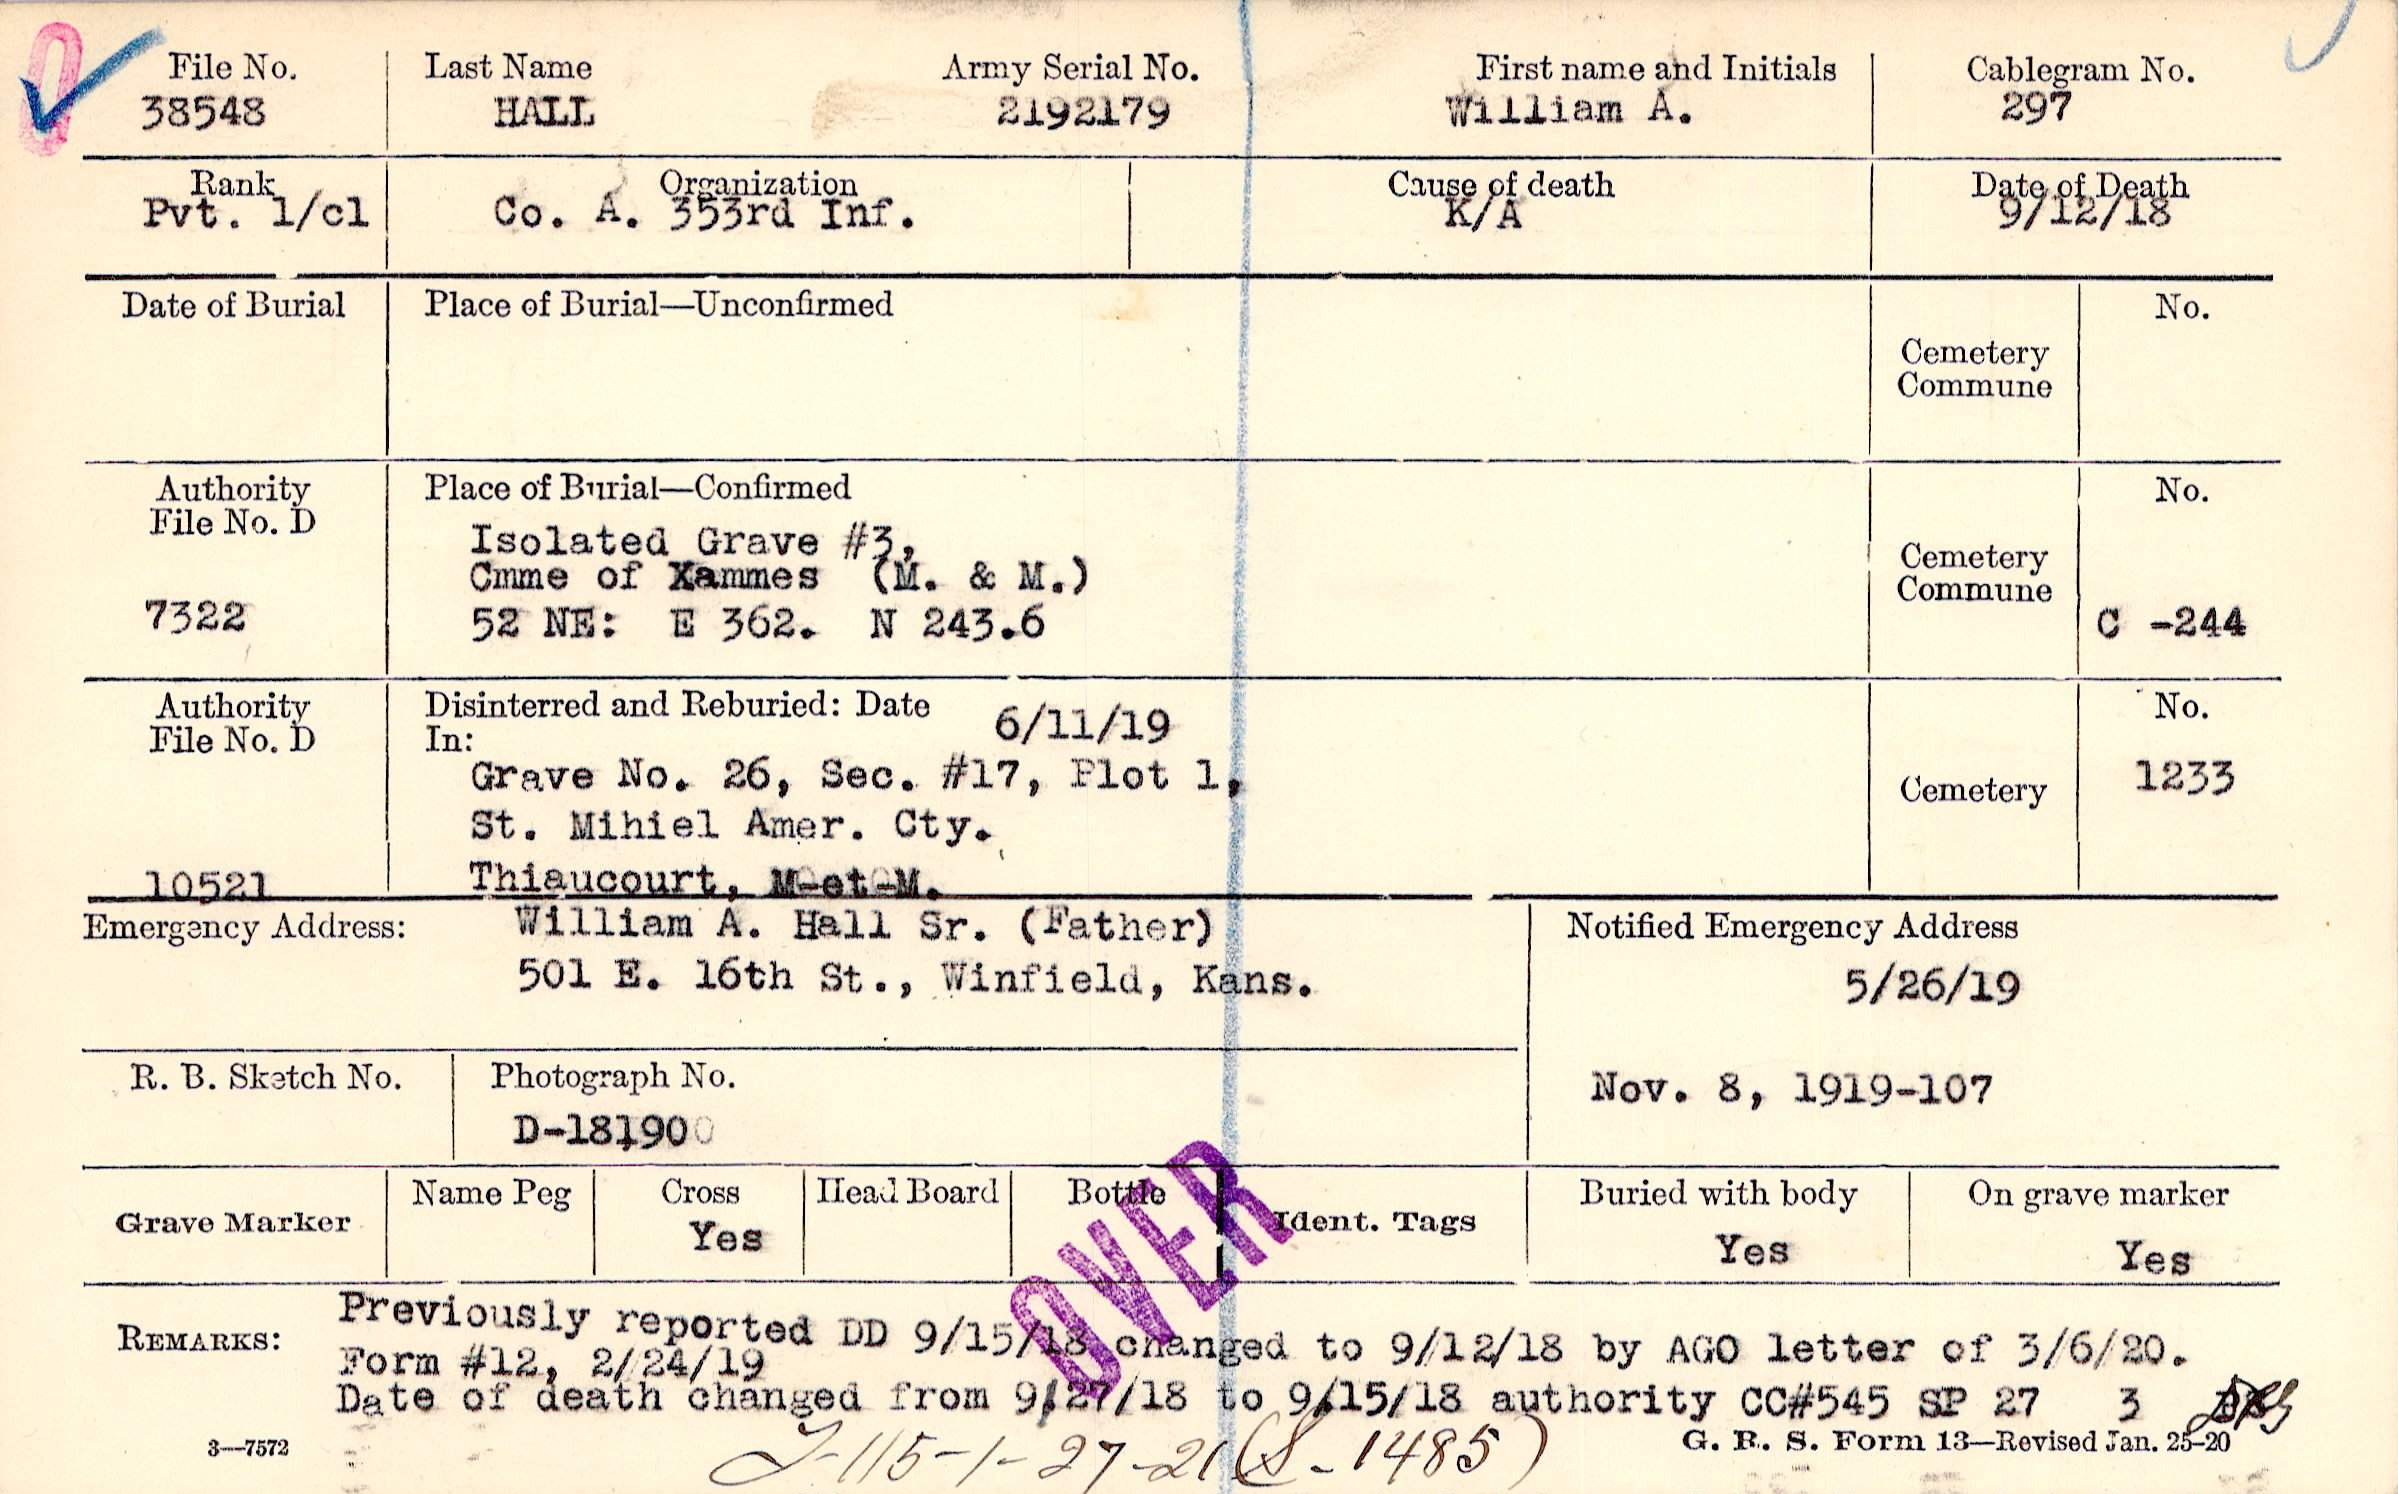 File No. Last Name Army Serial No. First name and Initials Cablegram No.
38548 HALL 2192179 William A. 297
Rank Organization Cause of death Date of Death
Pvt. 1/cl Co. A. 353rd Inf. K/A 9/12/18
Date of Burial Place of Burial—Unconfirmed No.
Cemetery
Commune
Authority Place of Burial—Confirmed No.
File No. D
Isolated Grave #3,
Cmme of Xammes (M. & M.)
Cemetery
Commune
7322 52 NE: E 362. N 243.6 C -244
Authority Disinterred and Reburied: Date 6/11/19 No.
File No. D In:
Grave No. 26, Sec. #17, Plot 1, 1233
Cemetery
St. Mihiel Amer. Cty.
10521 Thiaucourt, M-et-M.
Emergency Address: William A. Hall Sr. (Father) Notified Emergency Address
501 E. 16th St., Winfield, Kans. 5/26/19
R. B. Sketch No. Photograph No. Nov. 8, 1919-107
D-181900
Name Peg Cross Head Board Bottle Buried with body On grave marker
Grave Marker Yes Ident. Tags Yes Yes
OVER
REMARKS: Previously reported DD 9/15/18 changed to 9/12/18 by AGO letter of 3/6/20.
Form #12, 2/24/19
Date of death changed from 9/27/18 to 9/15/18 authority CC#545 SP 27 3
3—7572 G. R. S. Form 13—Revised Jan. 25-20
J-115-1-27-21 (S-1485)